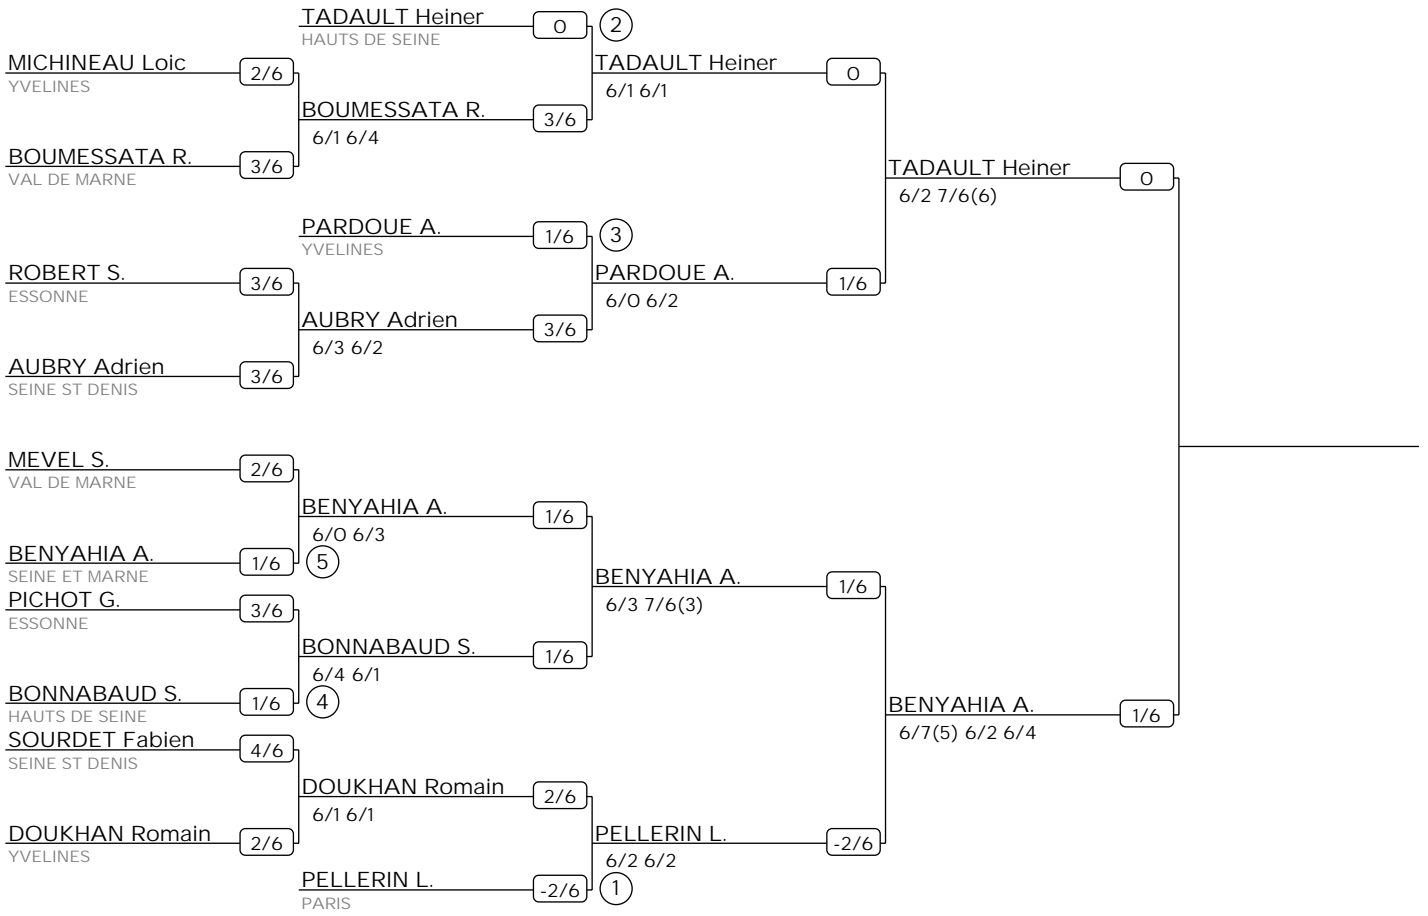 TADAULT Heiner
HAUTS DE SEINE
0
2
MICHINEAU Loic
YVELINES
2/6
BOUMESSATA R.
6/1 6/4
3/6
BOUMESSATA R.
VAL DE MARNE
3/6
TADAULT Heiner
6/1 6/1
0
PARDOUE A.
YVELINES
1/6
3
ROBERT S.
ESSONNE
3/6
AUBRY Adrien
6/3 6/2
3/6
AUBRY Adrien
SEINE ST DENIS
3/6
PARDOUE A.
6/0 6/2
1/6
TADAULT Heiner
6/2 7/6(6)
0
MEVEL S.
VAL DE MARNE
2/6
BENYAHIA A.
6/0 6/3
1/6
BENYAHIA A.
SEINE ET MARNE
1/6
5
PICHOT G.
ESSONNE
3/6
BONNABAUD S.
6/4 6/1
1/6
BONNABAUD S.
HAUTS DE SEINE
1/6
4
BENYAHIA A.
6/3 7/6(3)
1/6
SOURDET Fabien
SEINE ST DENIS
4/6
DOUKHAN Romain
6/1 6/1
2/6
DOUKHAN Romain
YVELINES
2/6
PELLERIN L.
6/2 6/2
-2/6
PELLERIN L.
PARIS
-2/6
1
BENYAHIA A.
6/7(5) 6/2 6/4
1/6